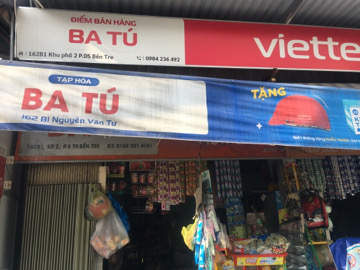 ĐIỂM BÁN HÀNG
BA TÚ
162B1 Khu phố 2 P.05 Bến Tre
0984 236 492
viette
TẠP HÓA
BA TÚ
162 B1 Nguyễn Văn Tư
TẶNG